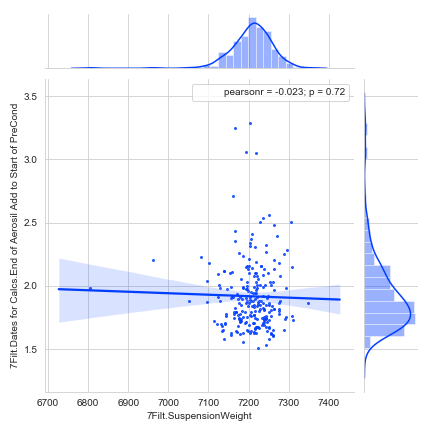 pearsonr = -0.023; p = 0.72
7Filt.Dates for Calcs.End of Aerosil Add to Start of PreCond
3.5
3.0
2.5
2.0
1.5
6700 6800 6900 7000 7100 7200 7300 7400
7Filt.SuspensionWeight